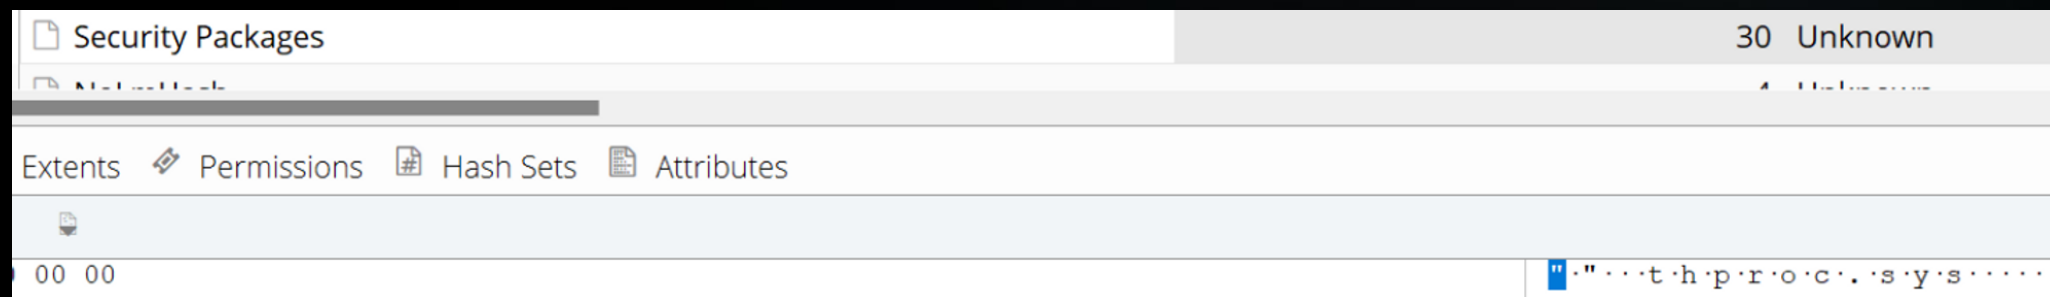 Security Packages 30 Unknown
Extents Permissions Hash Sets Attributes
00 00 "·"···t·h·p·r·o·c·.·s·y·s·····